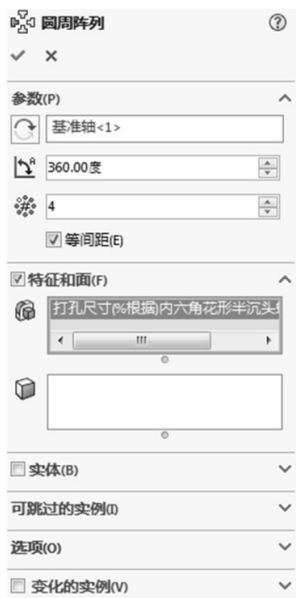 圆周阵列
参数(P)
基准轴<1>
360.00度
4
等间距(E)
特征和面(F)
打孔尺寸(%根据)内六角花形半沉头
实体(B)
可跳过的实例(I)
选项(O)
变化的实例(V)